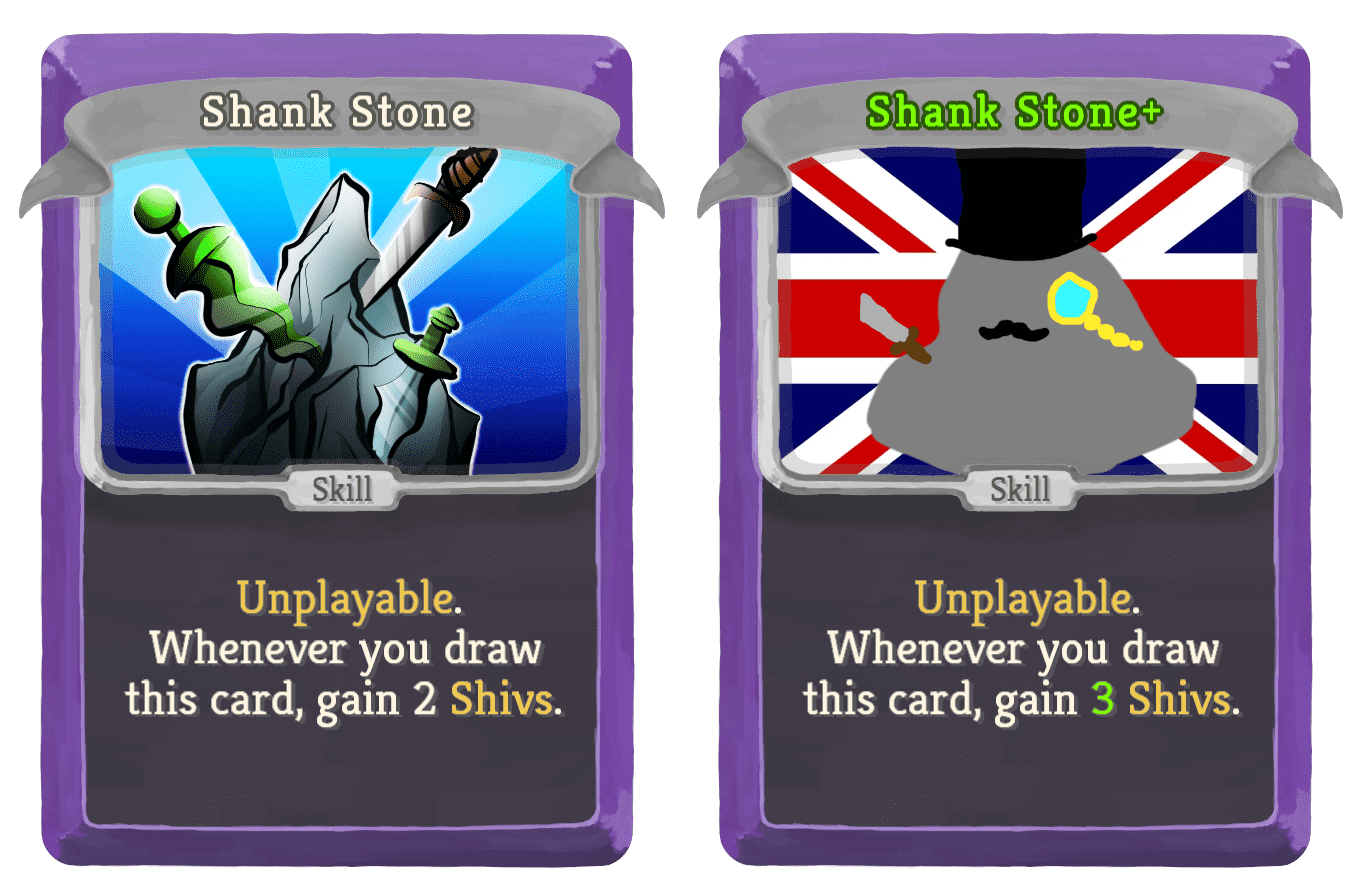 Shank Stone
Skill
Unplayable.
Whenever you draw
this card, gain 2 Shivs.
Shank Stone+
Skill
Unplayable.
Whenever you draw
this card, gain 3 Shivs.